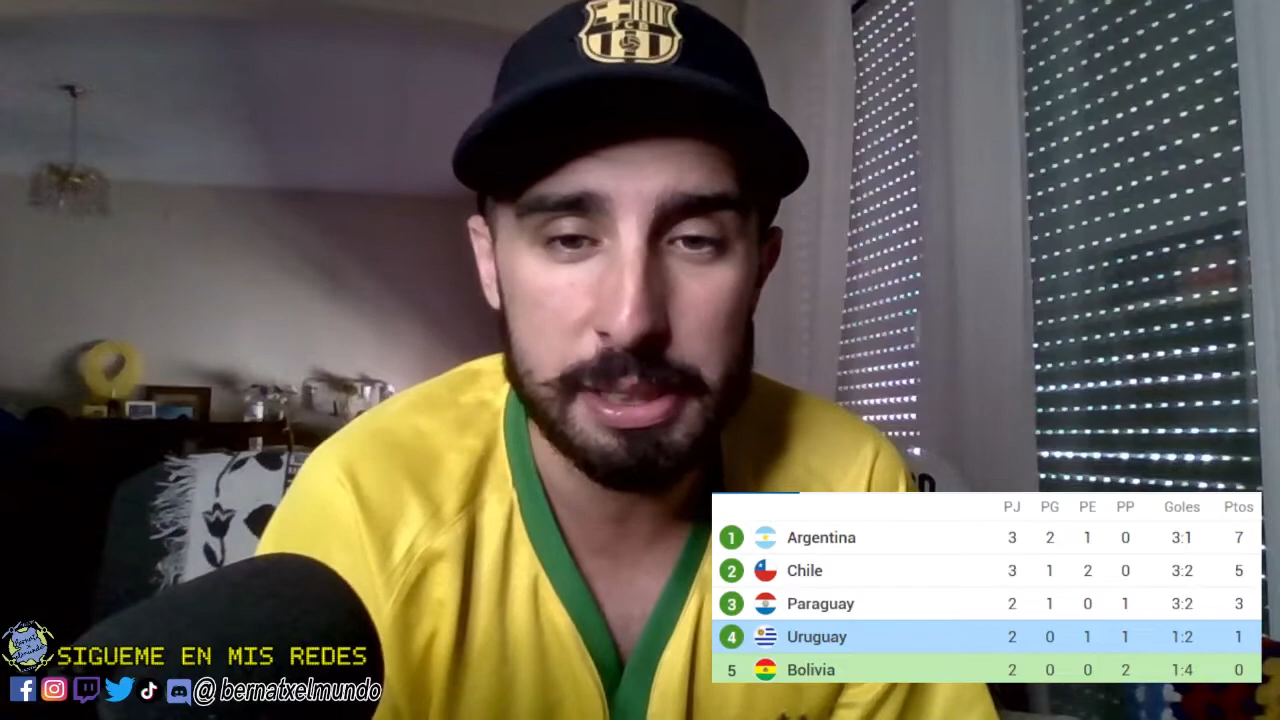 FCB
PJ PG PE PP Goles Ptos
1 Argentina 3 2 1 0 3:1 7
2 Chile 3 1 2 0 3:2 5
3 Paraguay 2 1 0 1 3:2 3
4 Uruguay 2 0 1 1 1:2 1
5 Bolivia 2 0 0 2 1:4 0
SIGUEME EN MIS REDES
@bernatxelmundo